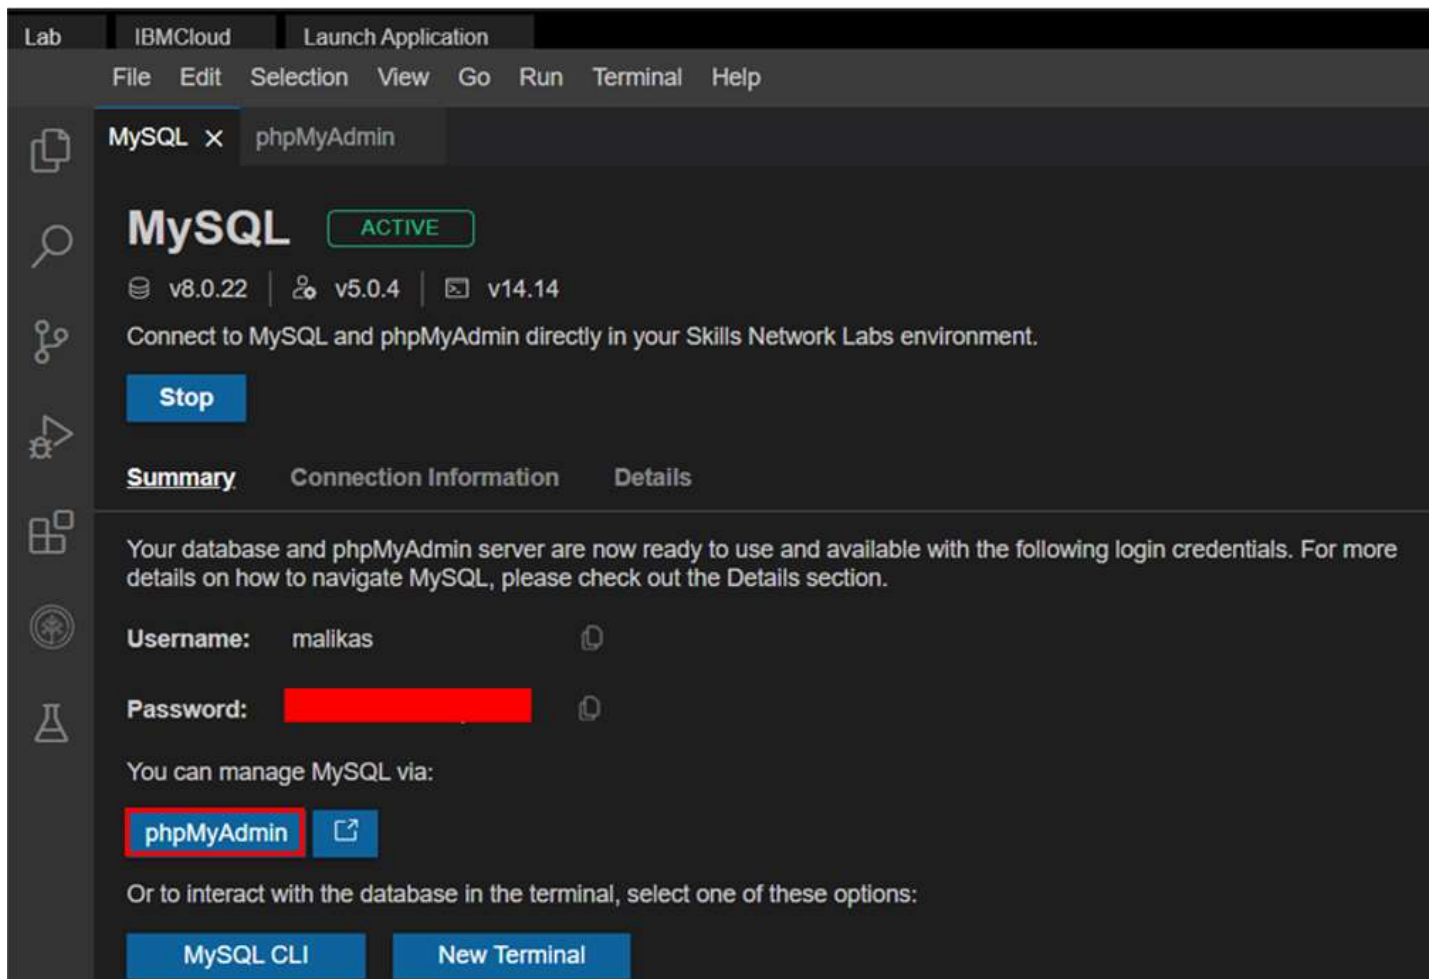 Lab IBMCloud Launch Application
File Edit Selection View Go Run Terminal Help
MySQL phpMyAdmin
MySQL ACTIVE
v8.0.22 v5.0.4 v14.14
Connect to MySQL and phpMyAdmin directly in your Skills Network Labs environment.
Stop
Summary Connection Information Details
Your database and phpMyAdmin server are now ready to use and available with the following login credentials. For more
details on how to navigate MySQL, please check out the Details section.
Username: malikas
Password:
You can manage MySQL via:
phpMyAdmin
Or to interact with the database in the terminal, select one of these options:
MySQL CLI New Terminal